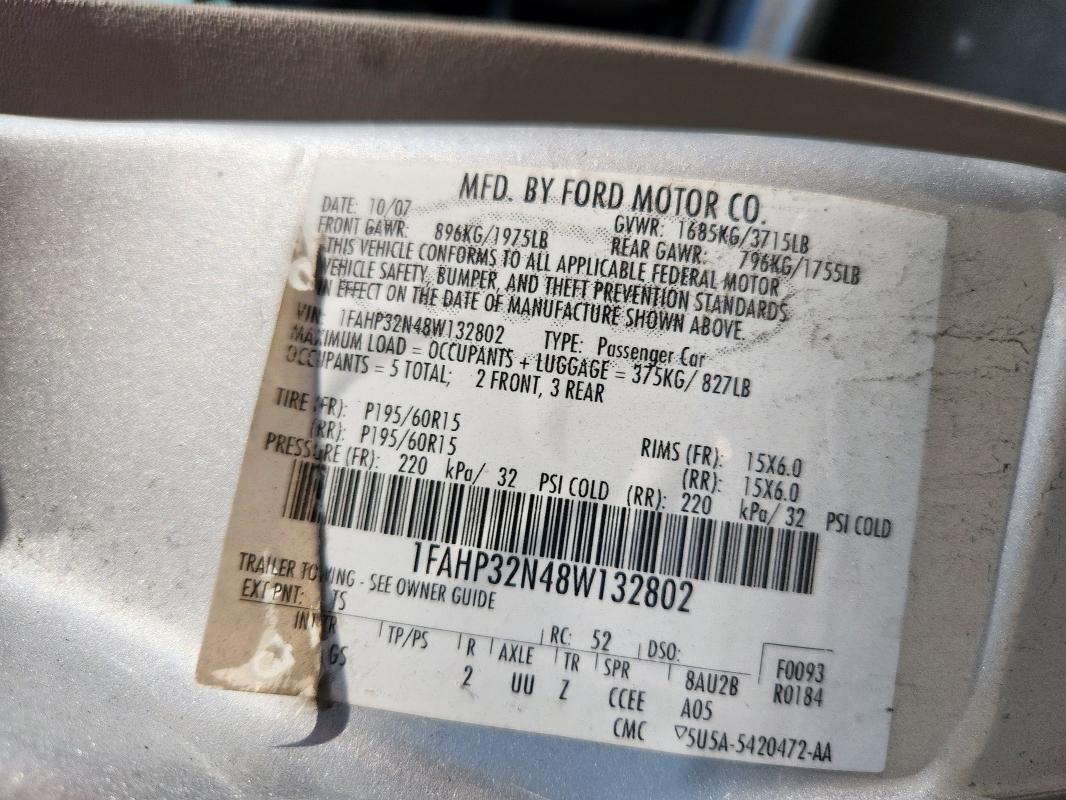 MFD. BY FORD MOTOR CO.
DATE: 10/07 GVWR: 1685KG/3715LB
FRONT GAWR: 896KG/1975LB REAR GAWR: 796KG/1755LB
THIS VEHICLE CONFORMS TO ALL APPLICABLE FEDERAL MOTOR
VEHICLE SAFETY, BUMPER, AND THEFT PREVENTION STANDARDS
IN EFFECT ON THE DATE OF MANUFACTURE SHOWN ABOVE.
VIN: 1FAHP32N48W132802 TYPE: Passenger Car
MAXIMUM LOAD = OCCUPANTS + LUGGAGE = 375KG/ 827LB
OCCUPANTS = 5 TOTAL; 2 FRONT, 3 REAR
TIRE (FR): P195/60R15 RIMS (FR): 15X6.0
(RR): P195/60R15 (RR): 15X6.0
PRESSURE (FR): 220 kPa/ 32 PSI COLD (RR): 220 kPa/ 32 PSI COLD
1FAHP32N48W132802
TRAILER TOWING - SEE OWNER GUIDE
EXT PNT: TS RC: 52 DSO: F0093
INT TR TP/PS R AXLE TR SPR 8AU2B R0184
GS 2 UU Z CCEE A05
CMC 5U5A-5420472-AA